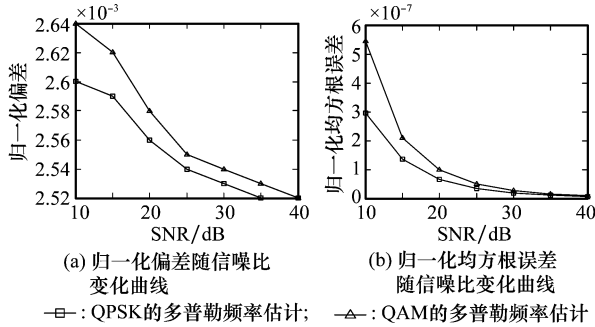 ×10⁻³
2.64
2.62
2.6
2.58
2.56
2.54
2.52
归一化偏差
10
20
30
40
SNR/dB
(a) 归一化偏差随信噪比
变化曲线
×10⁻⁷
6
5
4
3
2
1
0
归一化均方根误差
10
20
30
40
SNR/dB
(b) 归一化均方根误差
随信噪比变化曲线
: QPSK的多普勒频率估计;
: QAM的多普勒频率估计